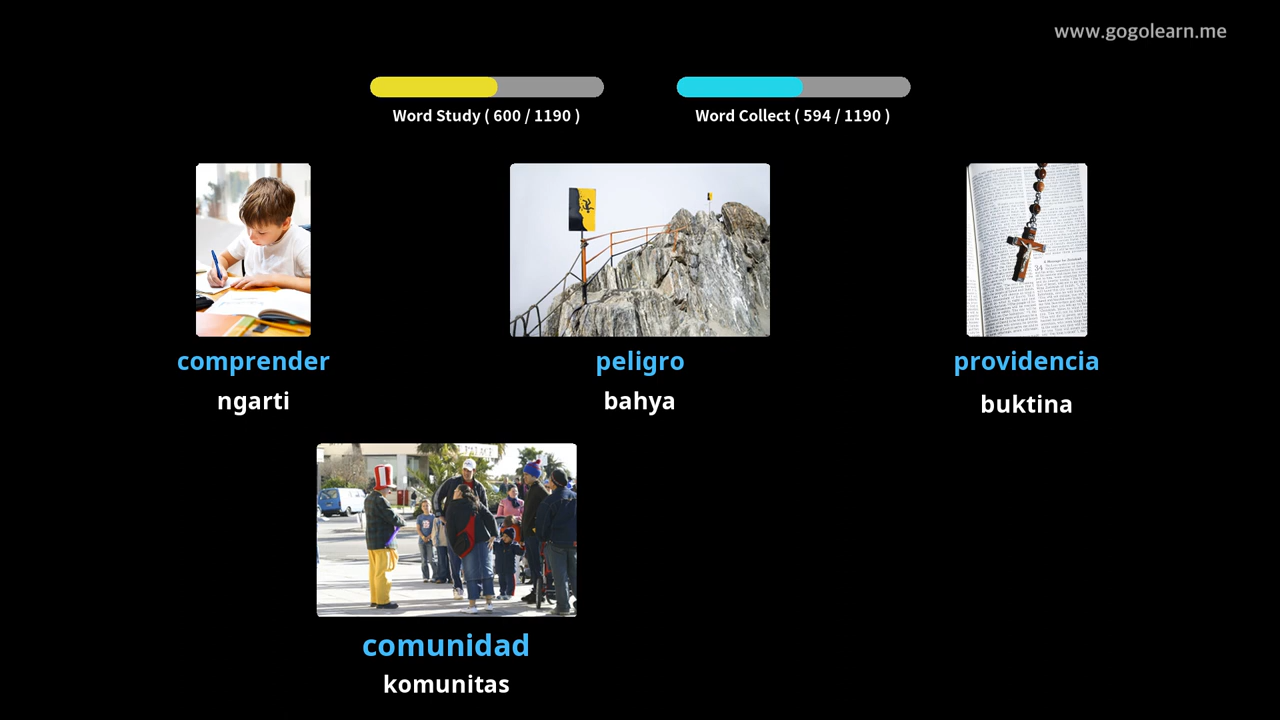 www.gogolearn.me
Word Study ( 600 / 1190 )
Word Collect ( 594 / 1190 )
comprender
ngarti
peligro
bahya
providencia
buktina
34
comunidad
komunitas